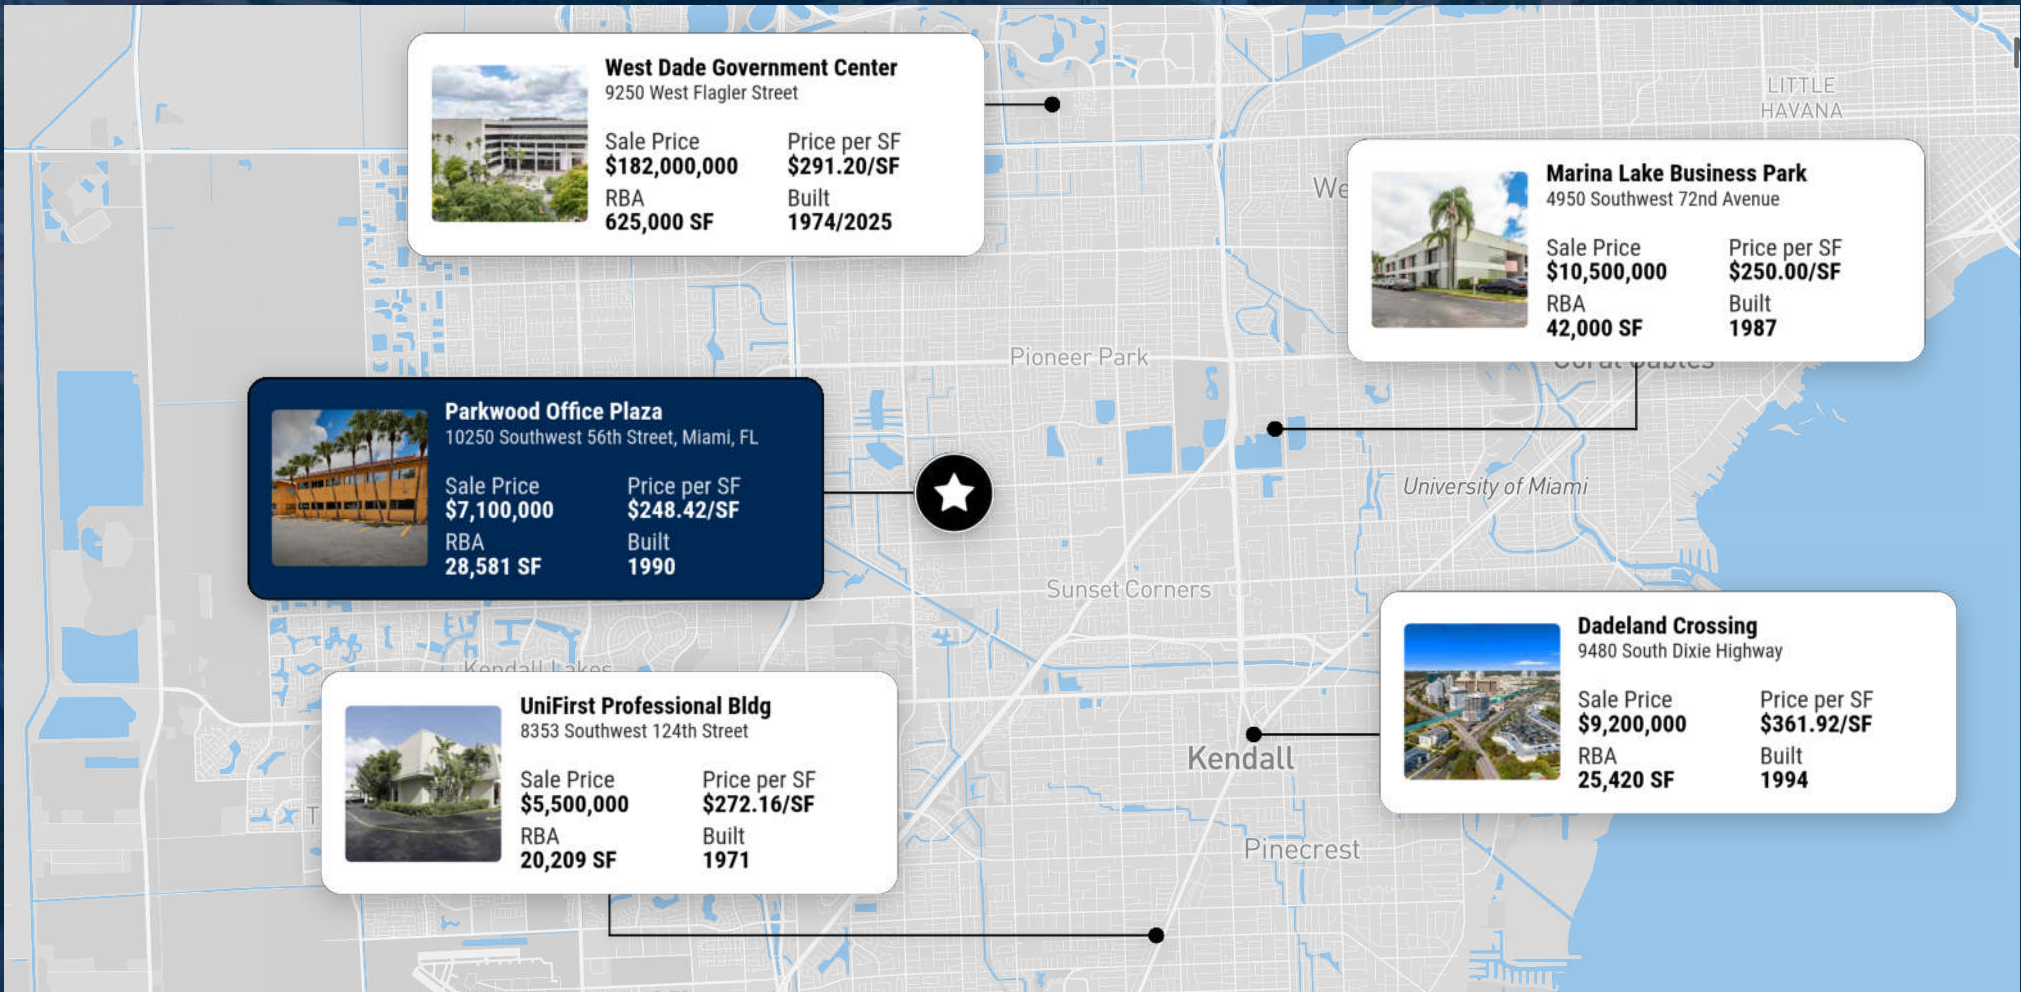 West Dade Government Center
9250 West Flagler Street
Sale Price
$182,000,000
Price per SF
$291.20/SF
RBA
625,000 SF
Built
1974/2025
LITTLE
HAVANA
Marina Lake Business Park
4950 Southwest 72nd Avenue
Sale Price
$10,500,000
Price per SF
$250.00/SF
RBA
42,000 SF
Built
1987
We
Pioneer Park
Coral Gables
Parkwood Office Plaza
10250 Southwest 56th Street, Miami, FL
Sale Price
$7,100,000
Price per SF
$248.42/SF
RBA
28,581 SF
Built
1990
University of Miami
Sunset Corners
Dadeland Crossing
9480 South Dixie Highway
Sale Price
$9,200,000
Price per SF
$361.92/SF
RBA
25,420 SF
Built
1994
Kendall Lakes
UniFirst Professional Bldg
8353 Southwest 124th Street
Sale Price
$5,500,000
Price per SF
$272.16/SF
RBA
20,209 SF
Built
1971
Kendall
T
Pinecrest